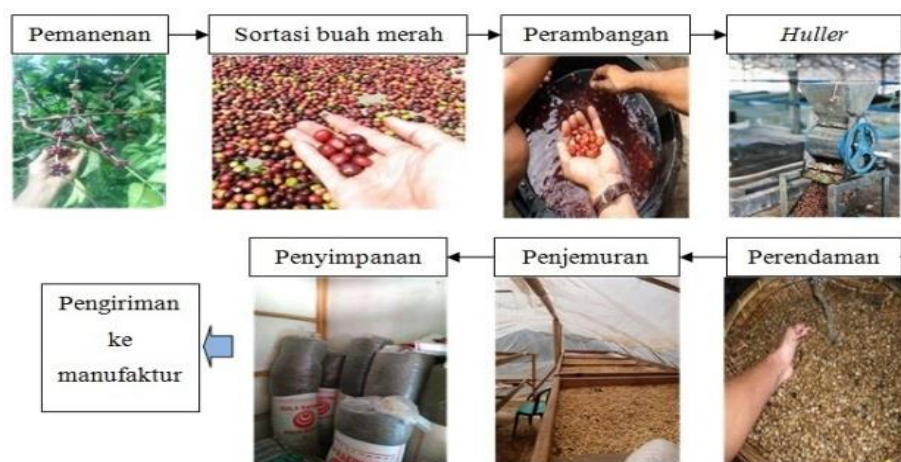 Pemanenan
Sortasi buah merah
Perambangan
Huller
Perendaman
Penjemuran
Penyimpanan
Pengiriman
ke
manufaktur